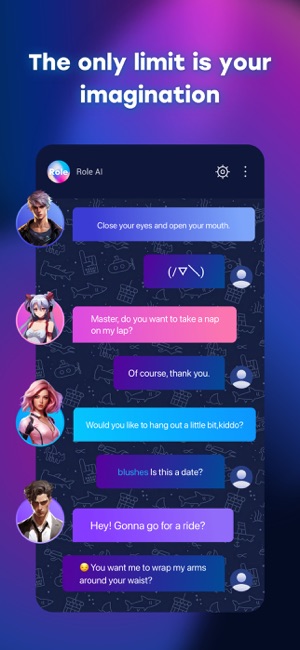 The only limit is your
imagination
Role
Role AI
Close your eyes and open your mouth.
(/▽＼)
Master, do you want to take a nap
on my lap?
Of course, thank you.
Would you like to hang out a little bit,kiddo?
blushes Is this a date?
Hey! Gonna go for a ride?
😏 You want me to wrap my arms
around your waist?